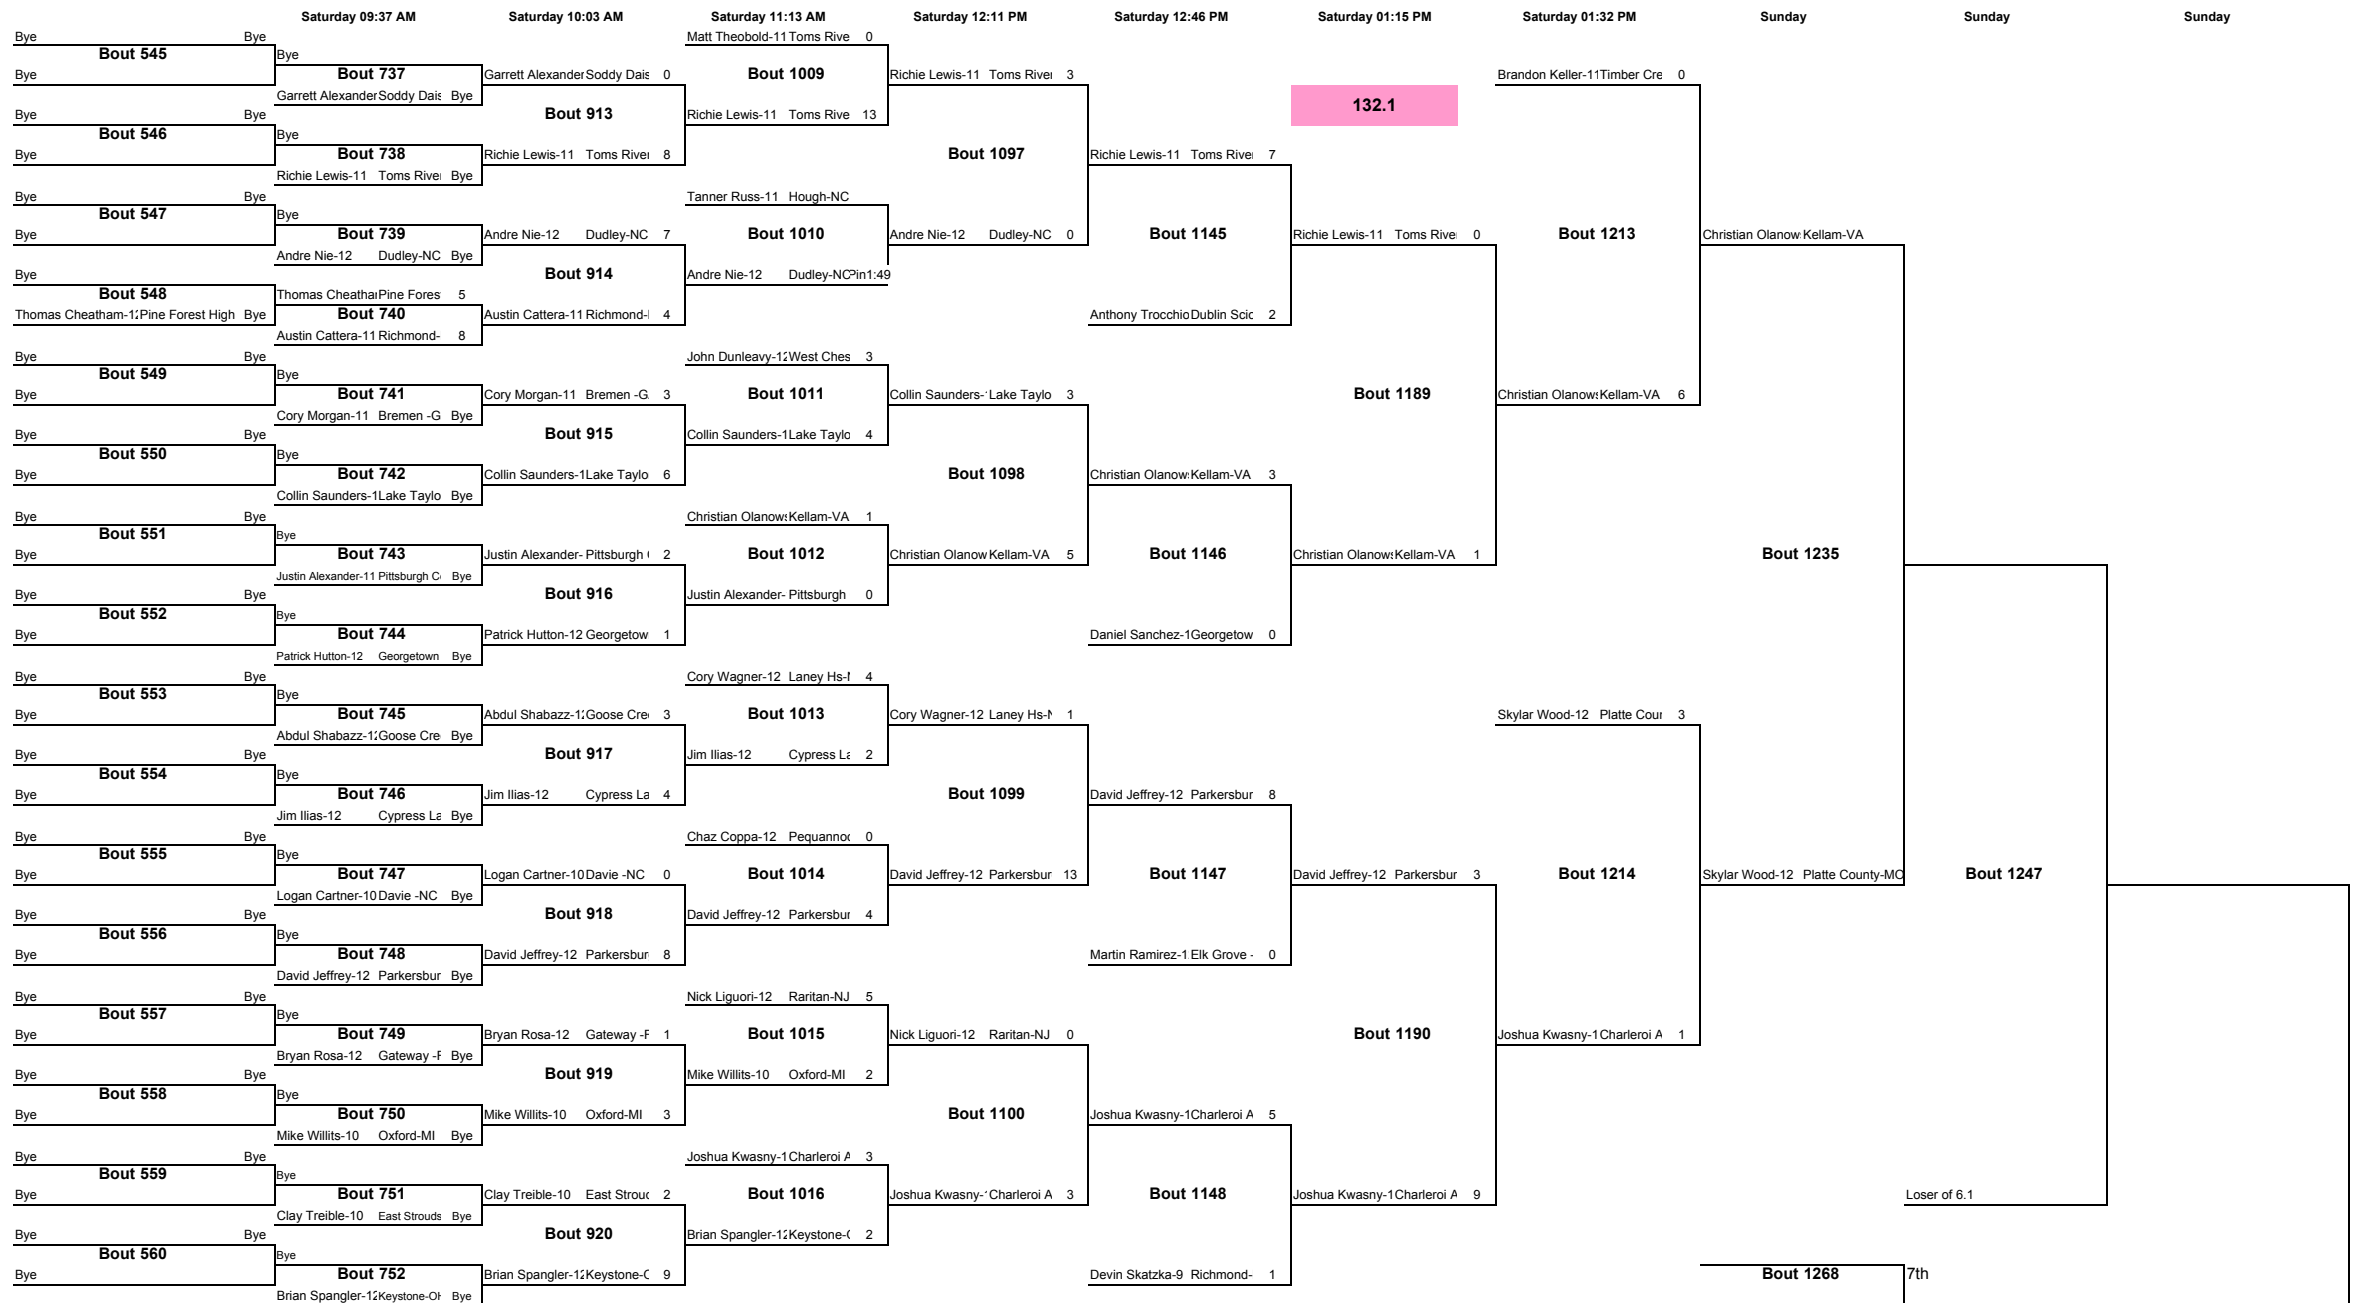 Saturday 09:37 AM Saturday 10:03 AM Saturday 11:13 AM Saturday 12:11 PM Saturday 12:46 PM Saturday 01:15 PM Saturday 01:32 PM Sunday Sunday Sunday
Bye Bye Matt Theobold-11 Toms Rive 0
Bout 545 Bye
Bye Bout 737 Garrett Alexander Soddy Dais 0 Bout 1009 Richie Lewis-11 Toms River 3 Brandon Keller-11 Timber Cre 0
Garrett Alexander Soddy Dais Bye 132.1
Bye Bye Bout 913 Richie Lewis-11 Toms Rive 13
Bout 546 Bye
Bye Bout 738 Richie Lewis-11 Toms River 8 Bout 1097 Richie Lewis-11 Toms River 7
Richie Lewis-11 Toms River Bye
Bye Bye Tanner Russ-11 Hough-NC
Bout 547 Bye
Bye Bout 739 Andre Nie-12 Dudley-NC 7 Bout 1010 Andre Nie-12 Dudley-NC 0 Bout 1145 Richie Lewis-11 Toms River 0 Bout 1213 Christian Olanow Kellam-VA
Andre Nie-12 Dudley-NC Bye
Bye Bout 914 Andre Nie-12 Dudley-NC Pin1:49
Bout 548 Thomas Cheatha Pine Fores 5
Thomas Cheatham-12 Pine Forest High Bye Bout 740 Austin Cattera-11 Richmond- 4 Anthony Trocchio Dublin Scio 2
Austin Cattera-11 Richmond- 8
Bye Bye John Dunleavy-12 West Ches 3
Bout 549 Bye
Bye Bout 741 Cory Morgan-11 Bremen -G 3 Bout 1011 Collin Saunders- Lake Taylo 3 Bout 1189 Christian Olanows Kellam-VA 6
Cory Morgan-11 Bremen -G Bye
Bye Bye Bout 915 Collin Saunders-1 Lake Taylo 4
Bout 550 Bye
Bye Bout 742 Collin Saunders-1 Lake Taylo 6 Bout 1098 Christian Olanow Kellam-VA 3
Collin Saunders-1 Lake Taylo Bye
Bye Bye Christian Olanows Kellam-VA 1
Bout 551 Bye
Bye Bout 743 Justin Alexander- Pittsburgh 2 Bout 1012 Christian Olanow Kellam-VA 5 Bout 1146 Christian Olanows Kellam-VA 1 Bout 1235
Justin Alexander-11 Pittsburgh C Bye
Bye Bye Bout 916 Justin Alexander- Pittsburgh 0
Bout 552 Bye
Bye Bout 744 Patrick Hutton-12 Georgetow 1 Daniel Sanchez-1 Georgetow 0
Patrick Hutton-12 Georgetown Bye
Bye Bye Cory Wagner-12 Laney Hs-N 4
Bout 553 Bye
Bye Bout 745 Abdul Shabazz-12 Goose Cre 3 Bout 1013 Cory Wagner-12 Laney Hs-N 1 Skylar Wood-12 Platte Cour 3
Abdul Shabazz-12 Goose Cre Bye
Bye Bye Bout 917 Jim Ilias-12 Cypress La 2
Bout 554 Bye
Bye Bout 746 Jim Ilias-12 Cypress La 4 Bout 1099 David Jeffrey-12 Parkersbur 8
Jim Ilias-12 Cypress La Bye
Bye Bye Chaz Coppa-12 Pequannoc 0
Bout 555 Bye
Bye Bout 747 Logan Cartner-10 Davie -NC 0 Bout 1014 David Jeffrey-12 Parkersbur 13 Bout 1147 David Jeffrey-12 Parkersbur 3 Bout 1214 Skylar Wood-12 Platte County-MO Bout 1247
Logan Cartner-10 Davie -NC Bye
Bye Bye Bout 918 David Jeffrey-12 Parkersbur 4
Bout 556 Bye
Bye Bout 748 David Jeffrey-12 Parkersbur 8 Martin Ramirez-1 Elk Grove - 0
David Jeffrey-12 Parkersbur Bye
Bye Bye Nick Liguori-12 Raritan-NJ 5
Bout 557 Bye
Bye Bout 749 Bryan Rosa-12 Gateway -F 1 Bout 1015 Nick Liguori-12 Raritan-NJ 0 Bout 1190 Joshua Kwasny-1 Charleroi A 1
Bryan Rosa-12 Gateway -F Bye
Bye Bye Bout 919 Mike Willits-10 Oxford-MI 2
Bout 558 Bye
Bye Bout 750 Mike Willits-10 Oxford-MI 3 Bout 1100 Joshua Kwasny-1 Charleroi A 5
Mike Willits-10 Oxford-MI Bye
Bye Bye Joshua Kwasny-1 Charleroi A 3
Bout 559 Bye
Bye Bout 751 Clay Treible-10 East Strouc 2 Bout 1016 Joshua Kwasny- Charleroi A 3 Bout 1148 Joshua Kwasny-1 Charleroi A 9 Loser of 6.1
Clay Treible-10 East Strouds Bye
Bye Bye Bout 920 Brian Spangler-12 Keystone-O 2
Bout 560 Bye
Bye Bout 752 Brian Spangler-12 Keystone-O 9 Devin Skatzka-9 Richmond- 1 Bout 1268 7th
Brian Spangler-12 Keystone-OH Bye